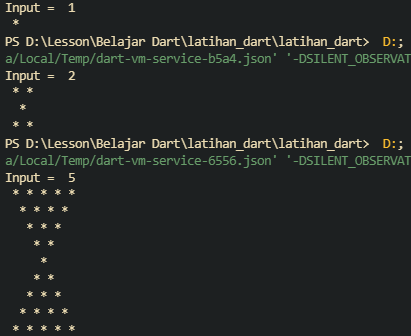 Input =  1
 *
PS D:\Lesson\Belajar Dart\latihan_dart\latihan_dart>  D:;
a/Local/Temp/dart-vm-service-b5a4.json' '-DSILENT_OBSERVAT
Input =  2
 * *
  *
 * *
PS D:\Lesson\Belajar Dart\latihan_dart\latihan_dart>  D:;
a/Local/Temp/dart-vm-service-6556.json' '-DSILENT_OBSERVAT
Input =  5
 * * * * *
  * * * *
   * * *
    * *
     *
    * *
   * * *
  * * * *
 * * * * *